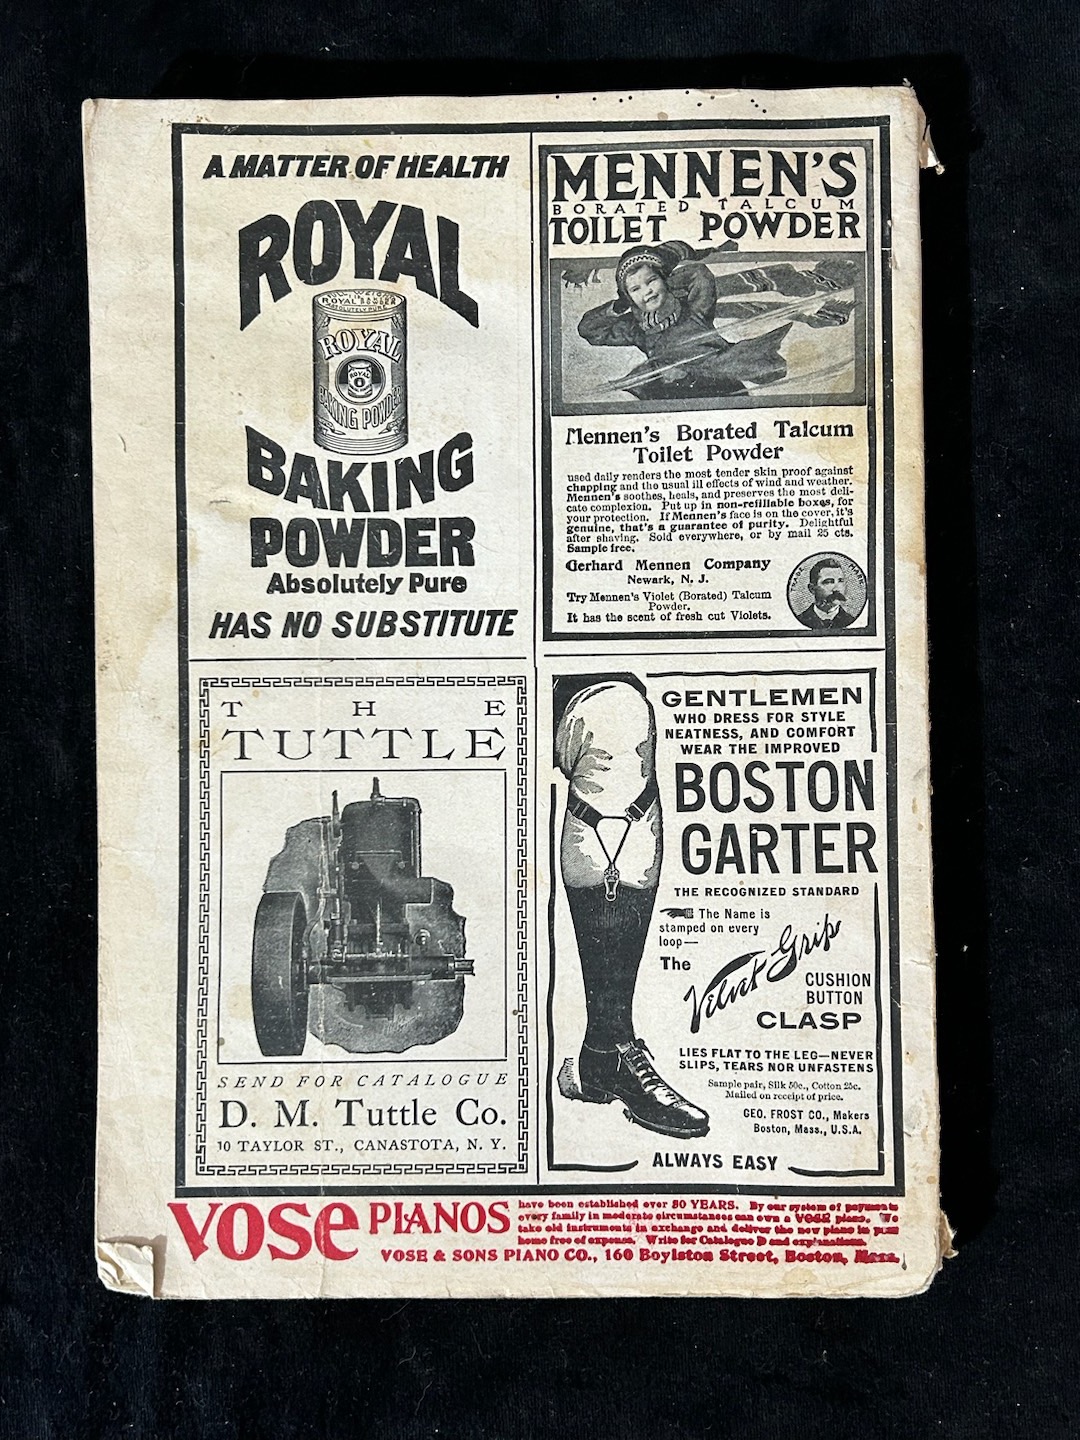 A MATTER OF HEALTH
ROYAL
ROYAL BAKING POWDER
ABSOLUTELY PURE
ROYAL
ROYAL
BAKING POWDER
BAKING
POWDER
Absolutely Pure
HAS NO SUBSTITUTE
MENNEN'S
BORATED TALCUM
TOILET POWDER
Mennen's Borated Talcum
Toilet Powder
used daily renders the most tender skin proof against
chapping and the usual ill effects of wind and weather.
Mennen's soothes, heals, and preserves the most deli-
cate complexion. Put up in non-refillable boxes, for
your protection. If Mennen's face is on the cover, it's
genuine, that's a guarantee of purity. Delightful
after shaving. Sold everywhere, or by mail 25 cts.
Sample free.
Gerhard Mennen Company
Newark, N. J.
Try Mennen's Violet (Borated) Talcum
Powder.
It has the scent of fresh cut Violets.
TRADE MARK
THE
TUTTLE
SEND FOR CATALOGUE
D. M. Tuttle Co.
10 TAYLOR ST., CANASTOTA, N. Y.
GENTLEMEN
WHO DRESS FOR STYLE
NEATNESS, AND COMFORT
WEAR THE IMPROVED
BOSTON
GARTER
THE RECOGNIZED STANDARD
The Name is
stamped on every
loop—
The
Velvet Grip
CUSHION
BUTTON
CLASP
LIES FLAT TO THE LEG—NEVER
SLIPS, TEARS NOR UNFASTENS
Sample pair, Silk 50c., Cotton 25c.
Mailed on receipt of price.
GEO. FROST CO., Makers
Boston, Mass., U.S.A.
ALWAYS EASY
VOSE PIANOS
have been established over 50 YEARS. By our system of payments
every family in moderate circumstances can own a VOSE piano. We
take old instruments in exchange and deliver the new piano in your
home free of expense. Write for Catalogue D and explanations.
VOSE & SONS PIANO CO., 160 Boylston Street, Boston, Mass.